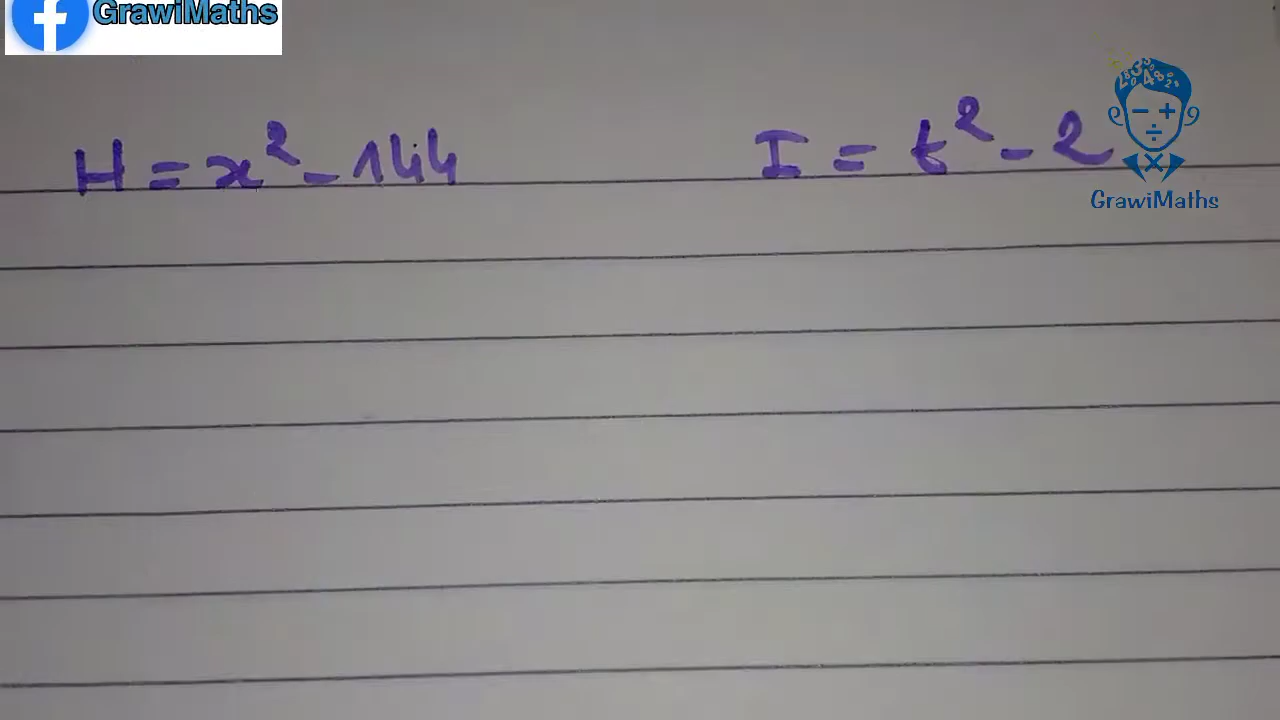 GrawiMaths
H = x² - 144
I = t² - 2
GrawiMaths